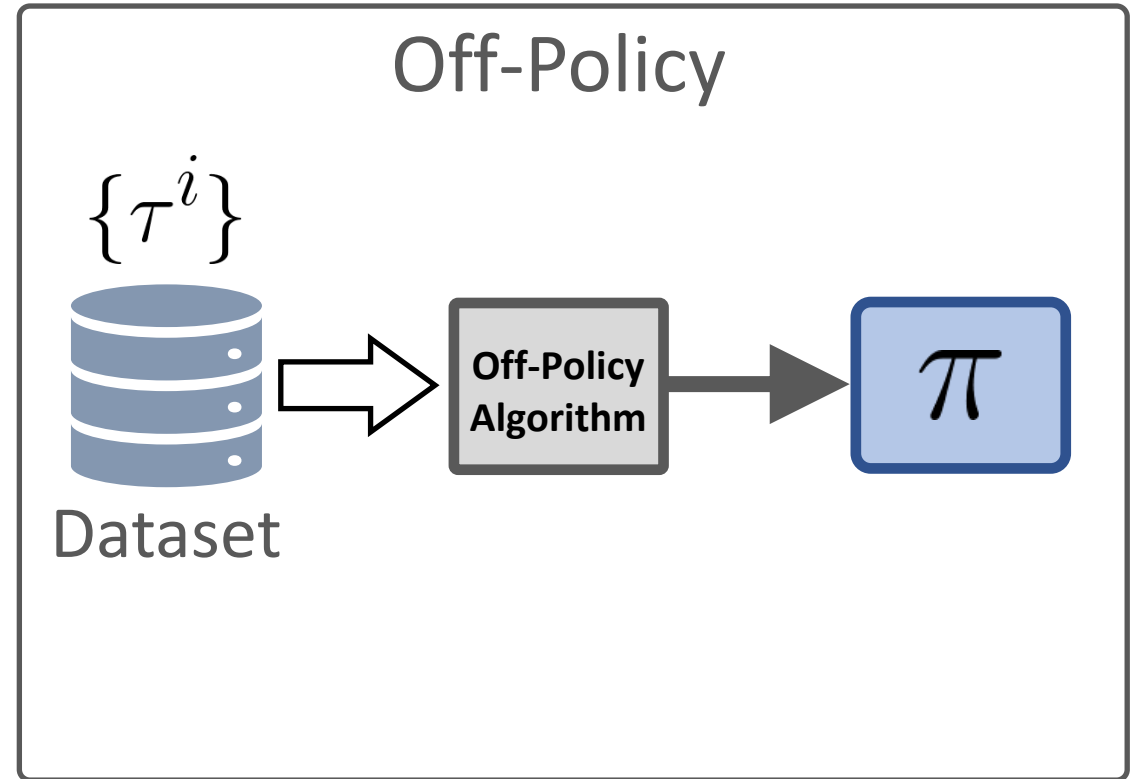 Off-Policy
{τ^i}
Off-Policy
Algorithm
π
Dataset